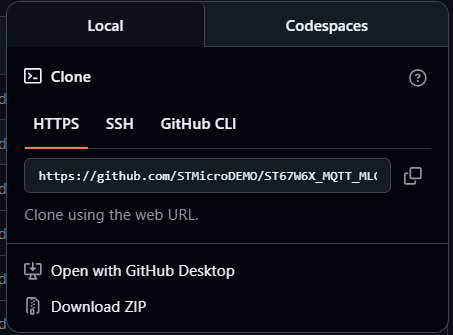 Local Codespaces
Clone
HTTPS SSH GitHub CLI
https://github.com/STMicroDEMO/ST67W6X_MQTT_ML
Clone using the web URL.
Open with GitHub Desktop
Download ZIP